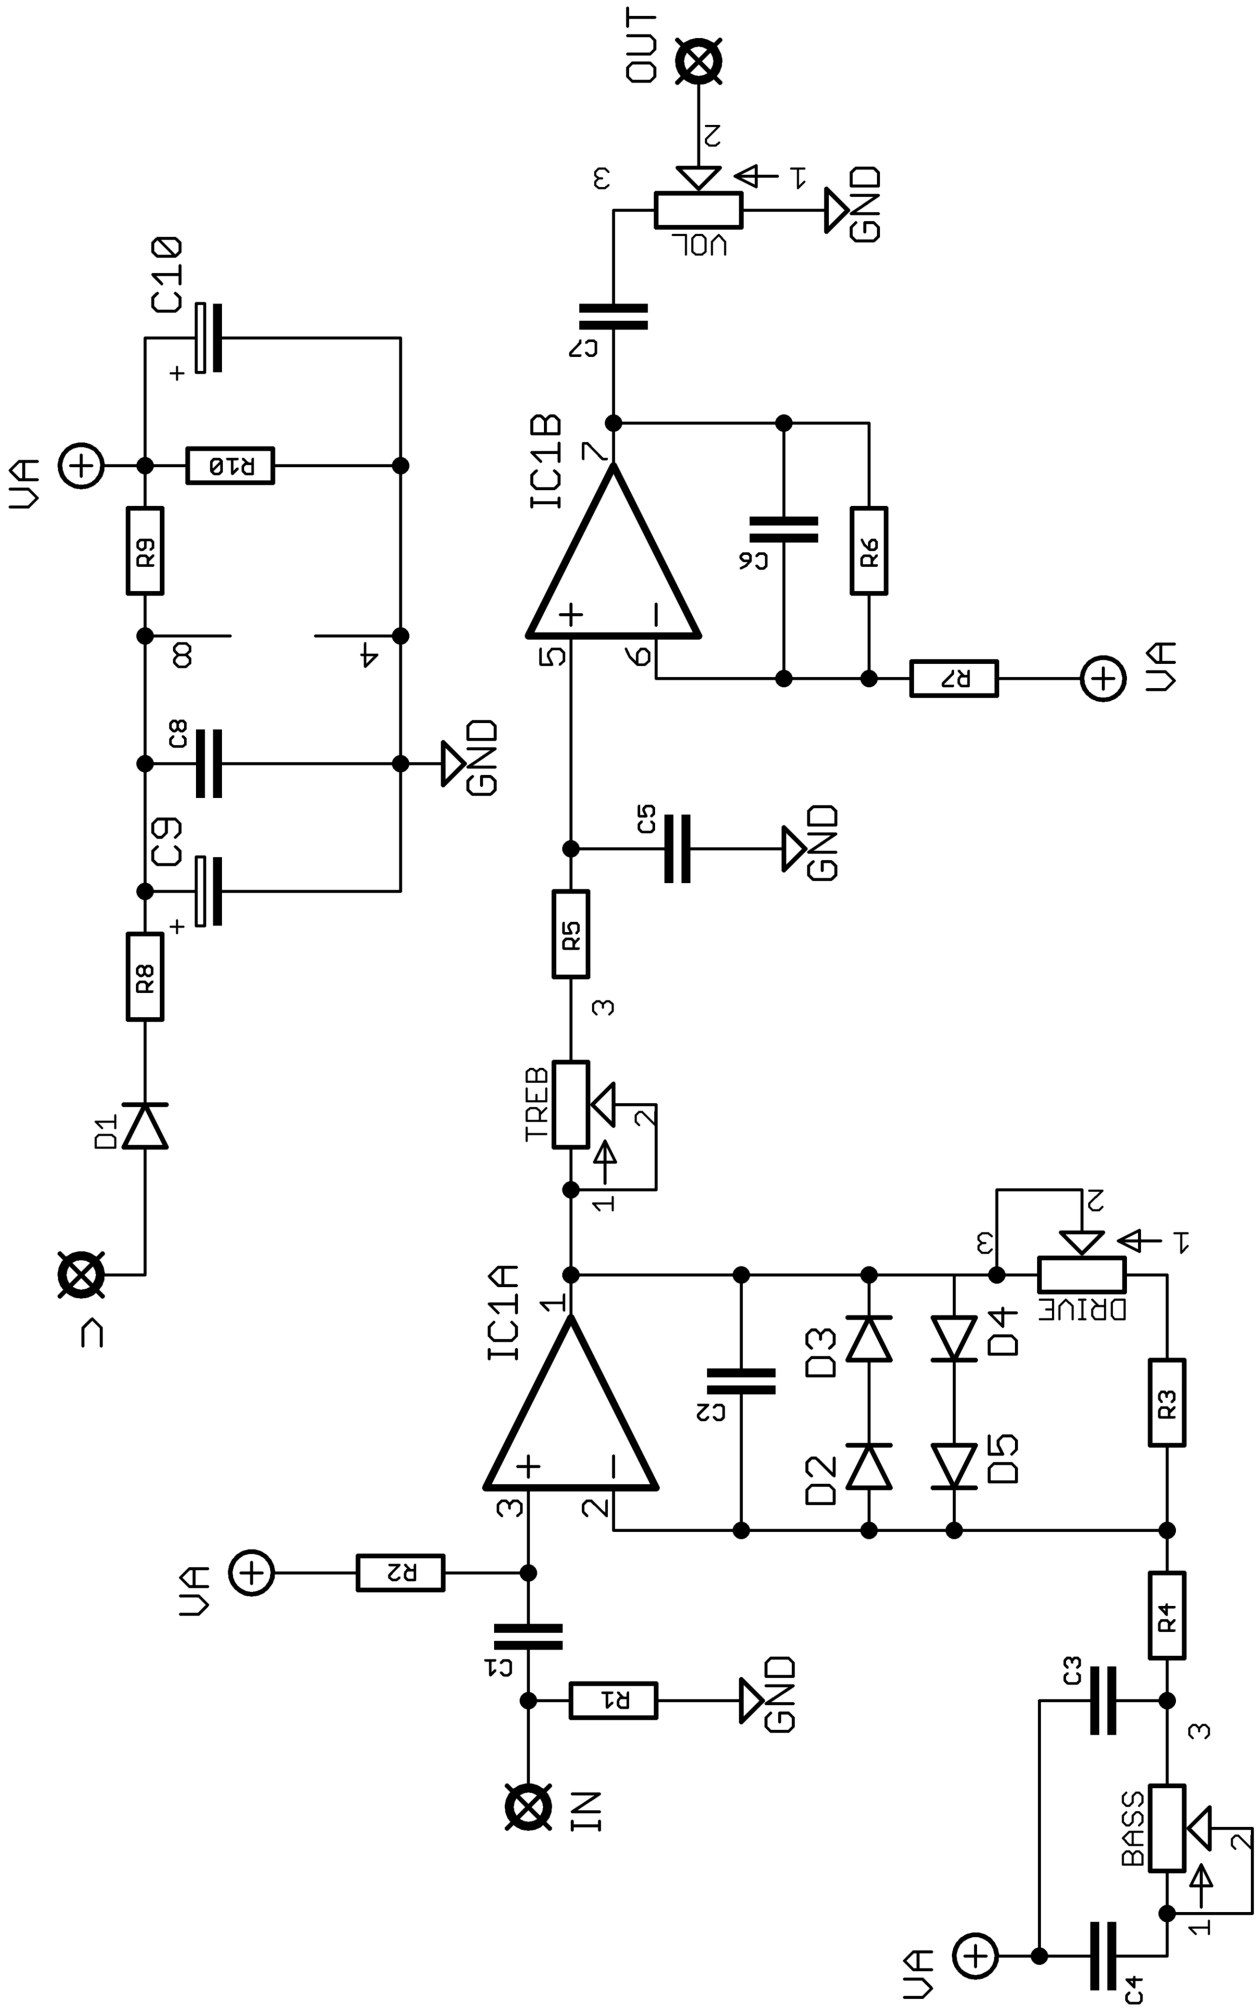 V
D1
R8
C9
+
C8
8
4
GND
R9
VA
R10
C10
+
IN
R1
GND
C1
VA
R2
3
2
+
−
IC1A
1
C2
D2
D3
D5
D4
3
DRIVE
2
1
R3
R4
VA
C4
C3
BASS
1
2
3
TREB
1
2
3
R5
C5
GND
5
6
+
−
IC1B
7
C6
R6
R7
VA
C7
3
VOL
2
1
GND
OUT